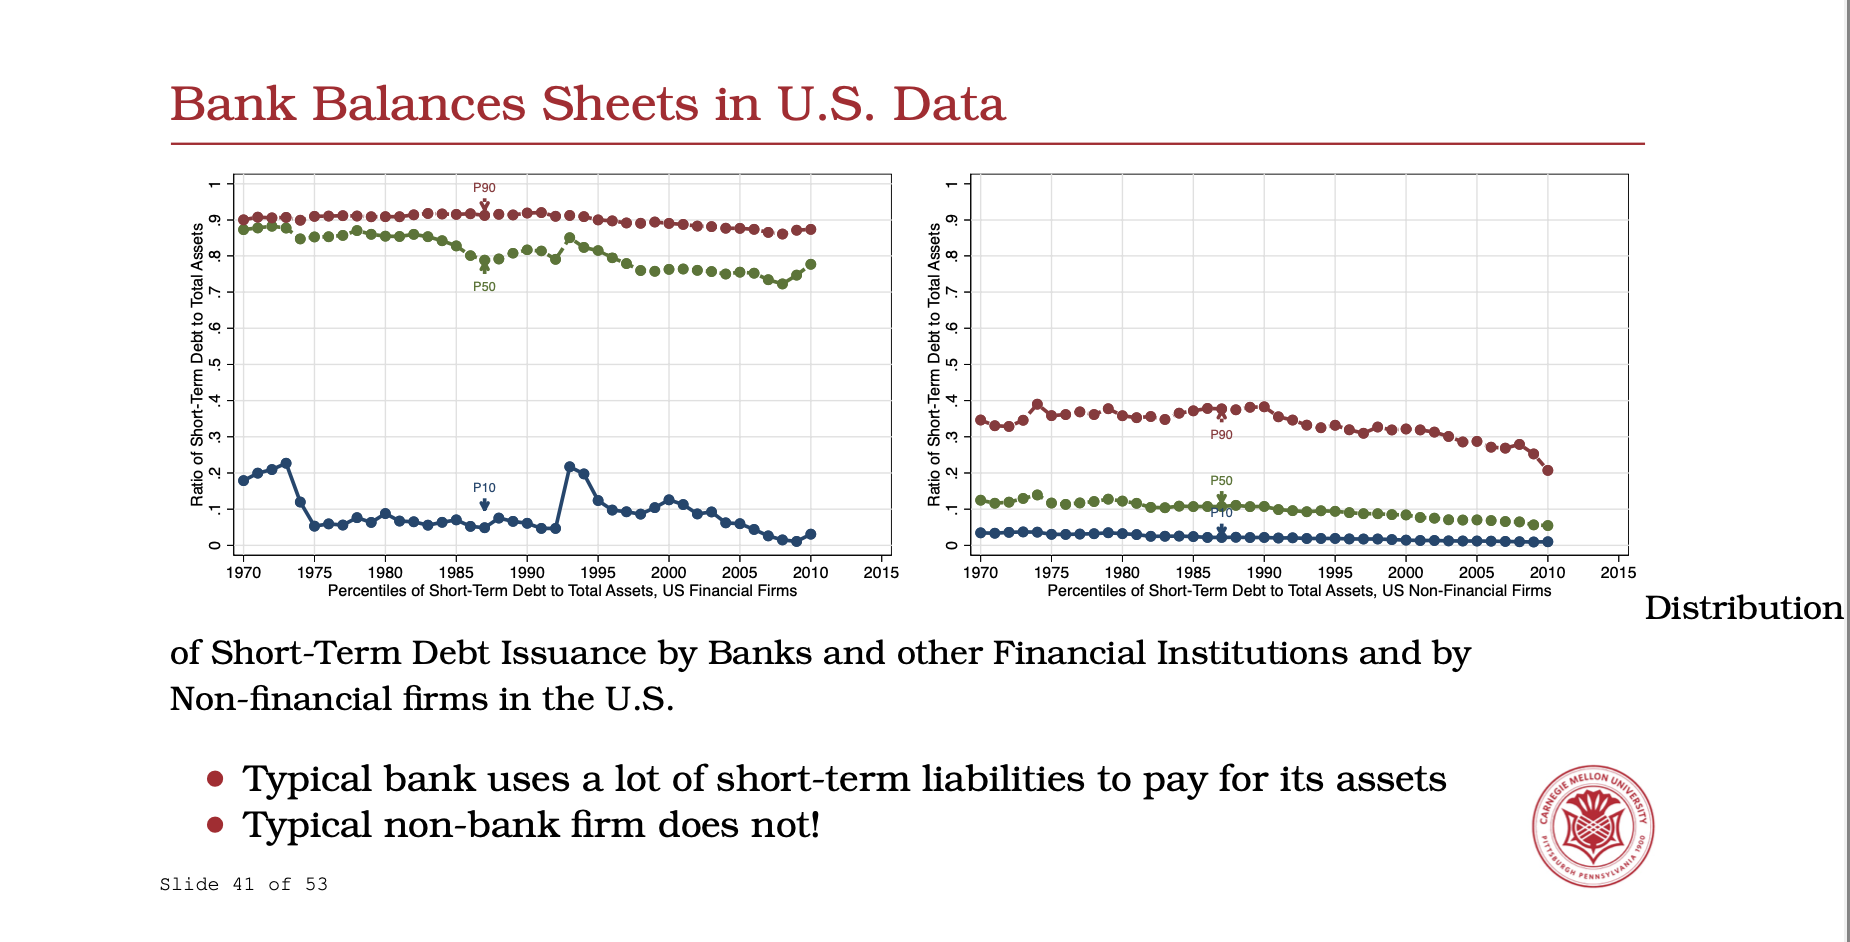 Bank Balances Sheets in U.S. Data
Ratio of Short-Term Debt to Total Assets
1
.9
.8
.7
.6
.5
.4
.3
.2
.1
0
P90
P50
P10
1970 1975 1980 1985 1990 1995 2000 2005 2010 2015
Percentiles of Short-Term Debt to Total Assets, US Financial Firms
Ratio of Short-Term Debt to Total Assets
1
.9
.8
.7
.6
.5
.4
.3
.2
.1
0
P90
P50
P10
1970 1975 1980 1985 1990 1995 2000 2005 2010 2015
Percentiles of Short-Term Debt to Total Assets, US Non-Financial Firms
Distribution
of Short-Term Debt Issuance by Banks and other Financial Institutions and by
Non-financial firms in the U.S.
Typical bank uses a lot of short-term liabilities to pay for its assets
Typical non-bank firm does not!
CARNEGIE MELLON UNIVERSITY
PITTSBURGH PENNSYLVANIA 1900
Slide 41 of 53